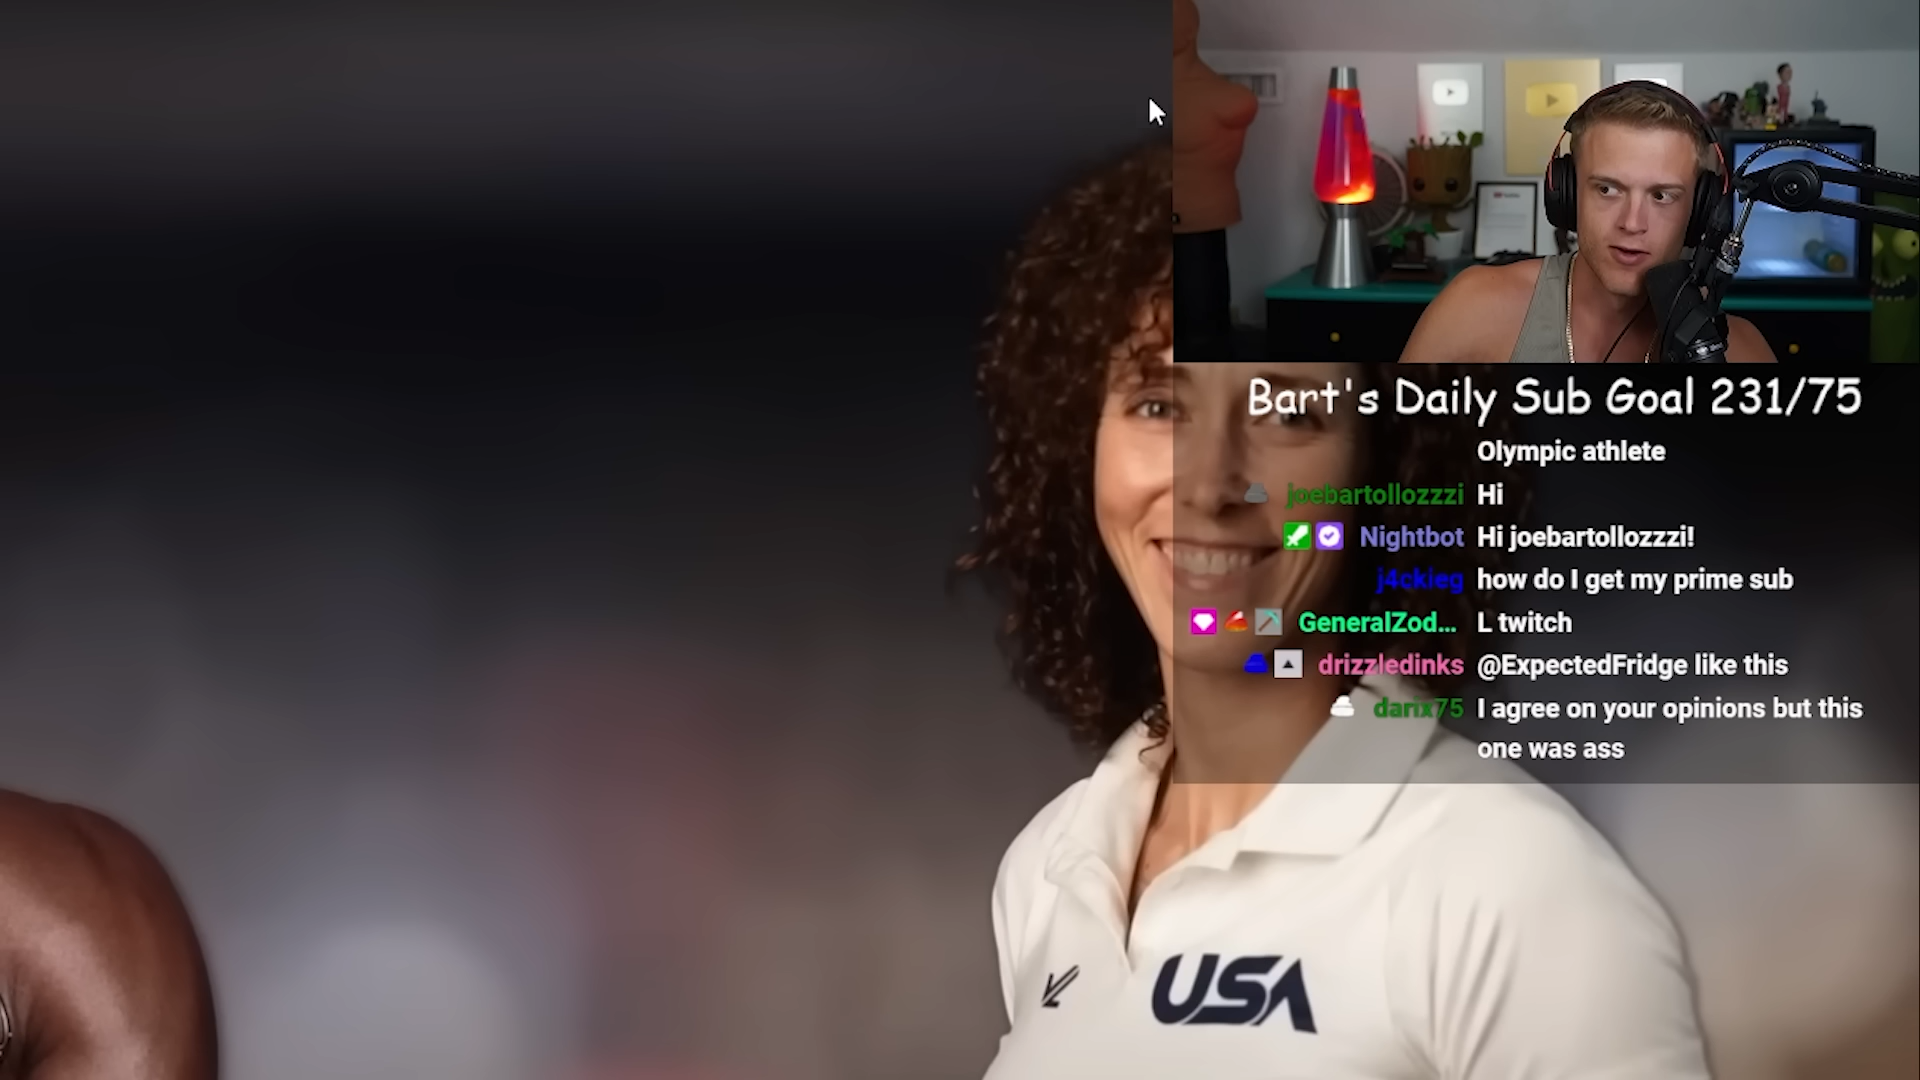 Bart's Daily Sub Goal 231/75
Olympic athlete
joebartollozzzi Hi
Nightbot Hi joebartollozzzi!
j4ckieg how do I get my prime sub
GeneralZod... L twitch
drizzledinks @ExpectedFridge like this
darix75 I agree on your opinions but this
one was ass
USA